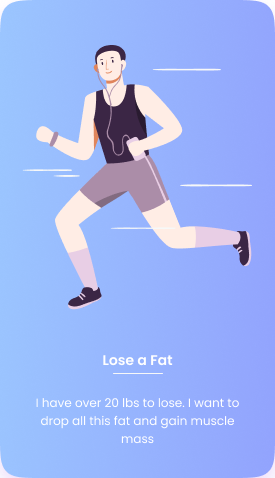 Lose a Fat
I have over 20 lbs to lose. I want to
drop all this fat and gain muscle
mass